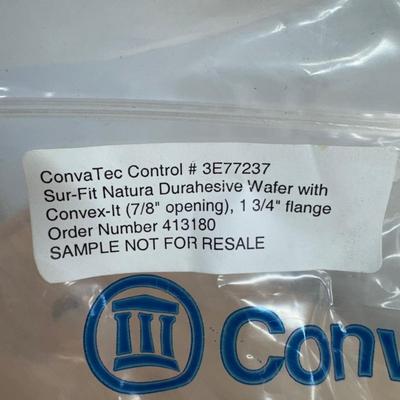 ConvaTec Control # 3E77237
Sur-Fit Natura Durahesive Wafer with
Convex-It (7/8" opening), 1 3/4" flange
Order Number 413180
SAMPLE NOT FOR RESALE
Conv